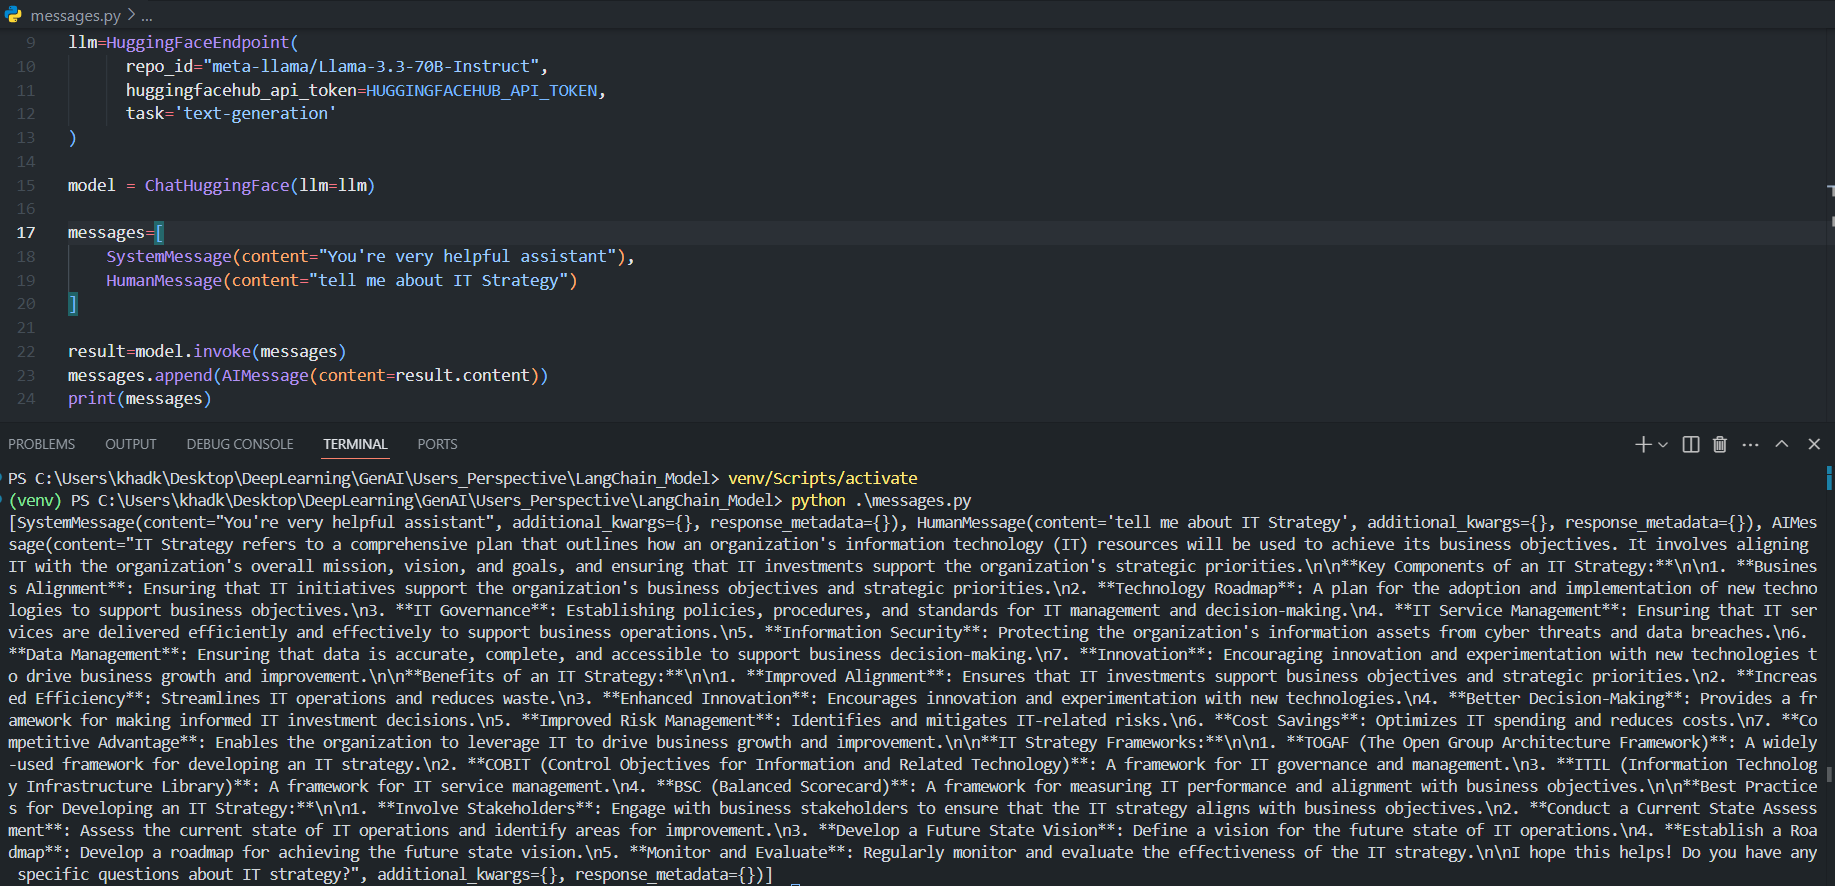 messages.py > ...
9 llm=HuggingFaceEndpoint(
10 repo_id="meta-llama/Llama-3.3-70B-Instruct",
11 huggingfacehub_api_token=HUGGINGFACEHUB_API_TOKEN,
12 task='text-generation'
13 )
14
15 model = ChatHuggingFace(llm=llm)
16
17 messages=[
18 SystemMessage(content="You're very helpful assistant"),
19 HumanMessage(content="tell me about IT Strategy")
20 ]
21
22 result=model.invoke(messages)
23 messages.append(AIMessage(content=result.content))
24 print(messages)
PROBLEMS OUTPUT DEBUG CONSOLE TERMINAL PORTS
PS C:\Users\khadk\Desktop\DeepLearning\GenAI\Users_Perspective\LangChain_Model> venv/Scripts/activate
(venv) PS C:\Users\khadk\Desktop\DeepLearning\GenAI\Users_Perspective\LangChain_Model> python .\messages.py
[SystemMessage(content="You're very helpful assistant", additional_kwargs={}, response_metadata={}), HumanMessage(content='tell me about IT Strategy', additional_kwargs={}, response_metadata={}), AIMes
sage(content="IT Strategy refers to a comprehensive plan that outlines how an organization's information technology (IT) resources will be used to achieve its business objectives. It involves aligning
IT with the organization's overall mission, vision, and goals, and ensuring that IT investments support the organization's strategic priorities.\n\n**Key Components of an IT Strategy:**\n\n1. **Busines
s Alignment**: Ensuring that IT initiatives support the organization's business objectives and strategic priorities.\n2. **Technology Roadmap**: A plan for the adoption and implementation of new techno
logies to support business objectives.\n3. **IT Governance**: Establishing policies, procedures, and standards for IT management and decision-making.\n4. **IT Service Management**: Ensuring that IT ser
vices are delivered efficiently and effectively to support business operations.\n5. **Information Security**: Protecting the organization's information assets from cyber threats and data breaches.\n6.
**Data Management**: Ensuring that data is accurate, complete, and accessible to support business decision-making.\n7. **Innovation**: Encouraging innovation and experimentation with new technologies t
o drive business growth and improvement.\n\n**Benefits of an IT Strategy:**\n\n1. **Improved Alignment**: Ensures that IT investments support business objectives and strategic priorities.\n2. **Increas
ed Efficiency**: Streamlines IT operations and reduces waste.\n3. **Enhanced Innovation**: Encourages innovation and experimentation with new technologies.\n4. **Better Decision-Making**: Provides a fr
amework for making informed IT investment decisions.\n5. **Improved Risk Management**: Identifies and mitigates IT-related risks.\n6. **Cost Savings**: Optimizes IT spending and reduces costs.\n7. **Co
mpetitive Advantage**: Enables the organization to leverage IT to drive business growth and improvement.\n\n**IT Strategy Frameworks:**\n\n1. **TOGAF (The Open Group Architecture Framework)**: A widely
-used framework for developing an IT strategy.\n2. **COBIT (Control Objectives for Information and Related Technology)**: A framework for IT governance and management.\n3. **ITIL (Information Technolog
y Infrastructure Library)**: A framework for IT service management.\n4. **BSC (Balanced Scorecard)**: A framework for measuring IT performance and alignment with business objectives.\n\n**Best Practice
s for Developing an IT Strategy:**\n\n1. **Involve Stakeholders**: Engage with business stakeholders to ensure that the IT strategy aligns with business objectives.\n2. **Conduct a Current State Assess
ment**: Assess the current state of IT operations and identify areas for improvement.\n3. **Develop a Future State Vision**: Define a vision for the future state of IT operations.\n4. **Establish a Roa
dmap**: Develop a roadmap for achieving the future state vision.\n5. **Monitor and Evaluate**: Regularly monitor and evaluate the effectiveness of the IT strategy.\n\nI hope this helps! Do you have any
specific questions about IT strategy?", additional_kwargs={}, response_metadata={})]